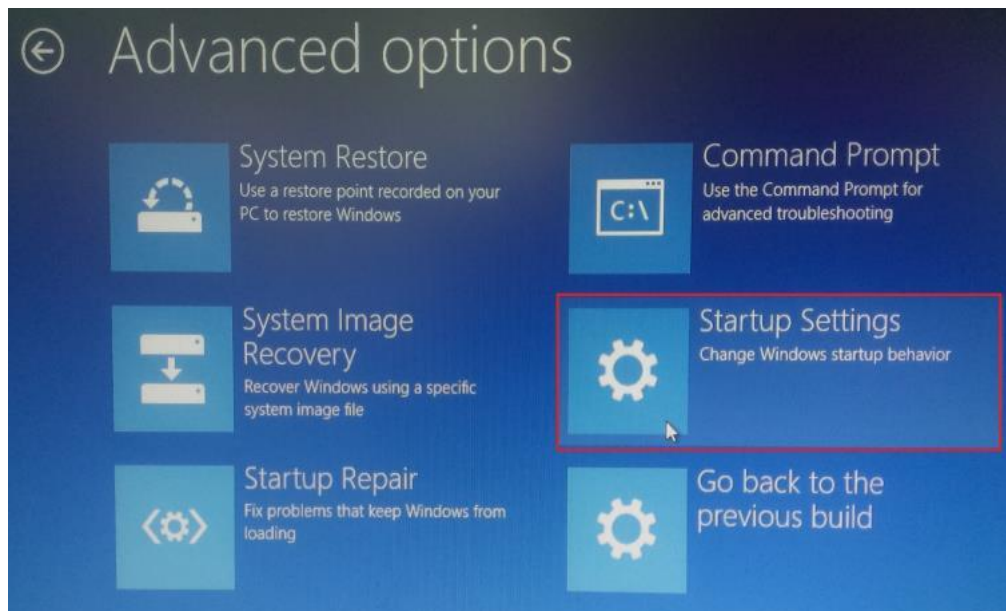 Advanced options
System Restore
Use a restore point recorded on your
PC to restore Windows
System Image
Recovery
Recover Windows using a specific
system image file
Startup Repair
Fix problems that keep Windows from
loading
Command Prompt
Use the Command Prompt for
advanced troubleshooting
C:\
Startup Settings
Change Windows startup behavior
Go back to the
previous build